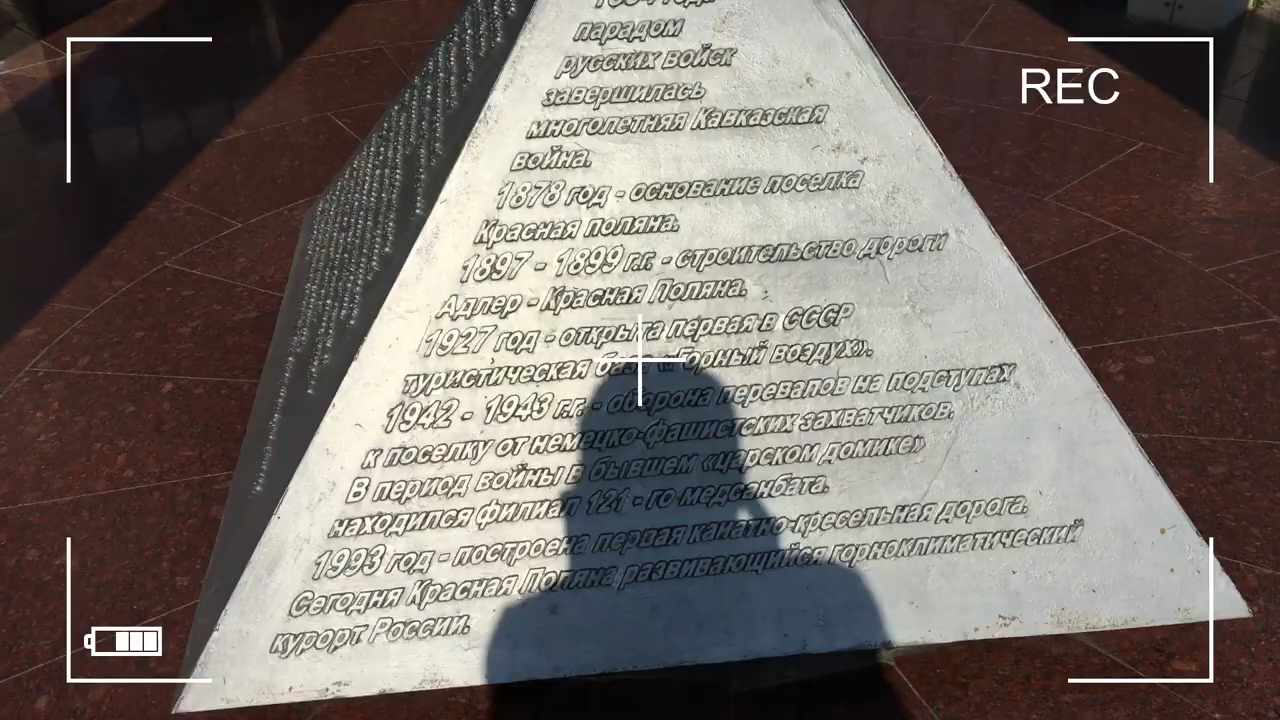 парадом
русских войск
завершилась
многолетняя Кавказская
война.
1878 год - основание поселка
Красная поляна.
1897 - 1899 г.г. - строительство дороги
Адлер - Красная Поляна.
1927 год - открыта первая в СССР
туристическая база «Горный воздух».
1942 - 1943 г.г. - оборона перевалов на подступах
к поселку от немецко-фашистских захватчиков.
В период войны в бывшем «царском домике»
находился филиал 121 - го медсанбата.
1993 год - построена первая канатно-кресельная дорога.
Сегодня Красная Поляна развивающийся горноклиматический
курорт России.
REC